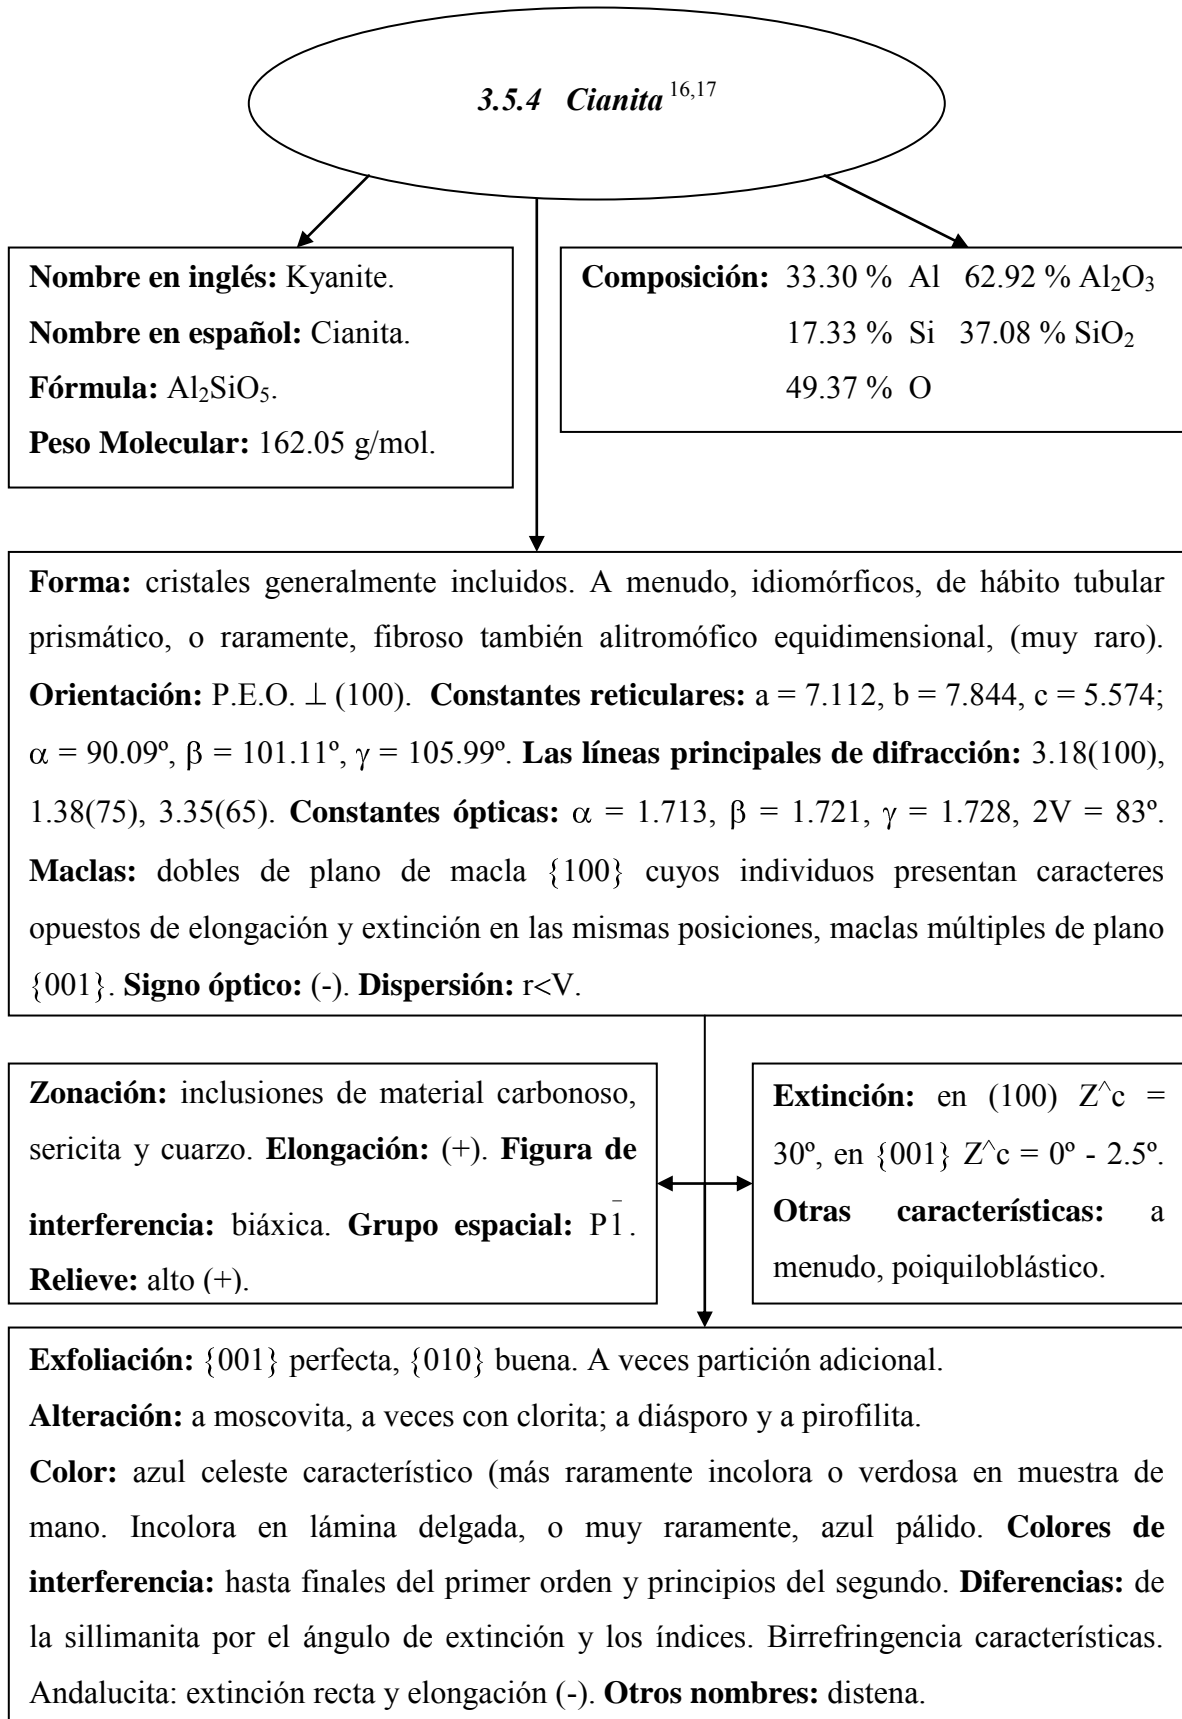 3.5.4 Cianita 16,17
Nombre en inglés: Kyanite.
Nombre en español: Cianita.
Fórmula: Al2SiO5.
Peso Molecular: 162.05 g/mol.
Composición: 33.30 % Al 62.92 % Al2O3
17.33 % Si 37.08 % SiO2
49.37 % O
Forma: cristales generalmente incluidos. A menudo, idiomórficos, de hábito tubular
prismático, o raramente, fibroso también alitromófico equidimensional, (muy raro).
Orientación: P.E.O. ⊥ (100). Constantes reticulares: a = 7.112, b = 7.844, c = 5.574;
α = 90.09º, β = 101.11º, γ = 105.99º. Las líneas principales de difracción: 3.18(100),
1.38(75), 3.35(65). Constantes ópticas: α = 1.713, β = 1.721, γ = 1.728, 2V = 83º.
Maclas: dobles de plano de macla {100} cuyos individuos presentan caracteres
opuestos de elongación y extinción en las mismas posiciones, maclas múltiples de plano
{001}. Signo óptico: (-). Dispersión: r<V.
Zonación: inclusiones de material carbonoso,
sericita y cuarzo. Elongación: (+). Figura de
interferencia: biáxica. Grupo espacial: P1̄.
Relieve: alto (+).
Extinción: en (100) Z^c =
30º, en {001} Z^c = 0º - 2.5º.
Otras características: a
menudo, poiquiloblástico.
Exfoliación: {001} perfecta, {010} buena. A veces partición adicional.
Alteración: a moscovita, a veces con clorita; a diásporo y a pirofilita.
Color: azul celeste característico (más raramente incolora o verdosa en muestra de
mano. Incolora en lámina delgada, o muy raramente, azul pálido. Colores de
interferencia: hasta finales del primer orden y principios del segundo. Diferencias: de
la sillimanita por el ángulo de extinción y los índices. Birrefringencia características.
Andalucita: extinción recta y elongación (-). Otros nombres: distena.